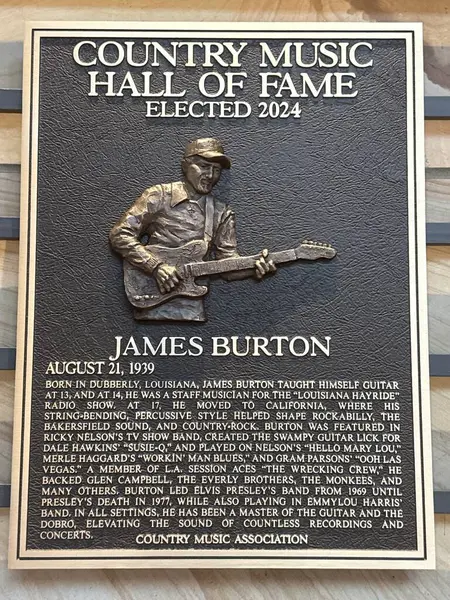 COUNTRY MUSIC
HALL OF FAME
ELECTED 2024
JAMES BURTON
AUGUST 21, 1939
BORN IN DUBBERLY, LOUISIANA, JAMES BURTON TAUGHT HIMSELF GUITAR
AT 13, AND AT 14, HE WAS A STAFF MUSICIAN FOR THE "LOUISIANA HAYRIDE"
RADIO SHOW. AT 17, HE MOVED TO CALIFORNIA, WHERE HIS
STRING-BENDING, PERCUSSIVE STYLE HELPED SHAPE ROCKABILLY, THE
BAKERSFIELD SOUND, AND COUNTRY-ROCK. BURTON WAS FEATURED IN
RICKY NELSON'S TV SHOW BAND, CREATED THE SWAMPY GUITAR LICK FOR
DALE HAWKINS' "SUSIE-Q," AND PLAYED ON NELSON'S "HELLO MARY LOU,"
MERLE HAGGARD'S "WORKIN' MAN BLUES," AND GRAM PARSONS' "OOH LAS
VEGAS." A MEMBER OF L.A. SESSION ACES "THE WRECKING CREW," HE
BACKED GLEN CAMPBELL, THE EVERLY BROTHERS, THE MONKEES, AND
MANY OTHERS. BURTON LED ELVIS PRESLEY'S BAND FROM 1969 UNTIL
PRESLEY'S DEATH IN 1977, WHILE ALSO PLAYING IN EMMYLOU HARRIS'
BAND. IN ALL SETTINGS, HE HAS BEEN A MASTER OF THE GUITAR AND THE
DOBRO, ELEVATING THE SOUND OF COUNTLESS RECORDINGS AND
CONCERTS.
COUNTRY MUSIC ASSOCIATION